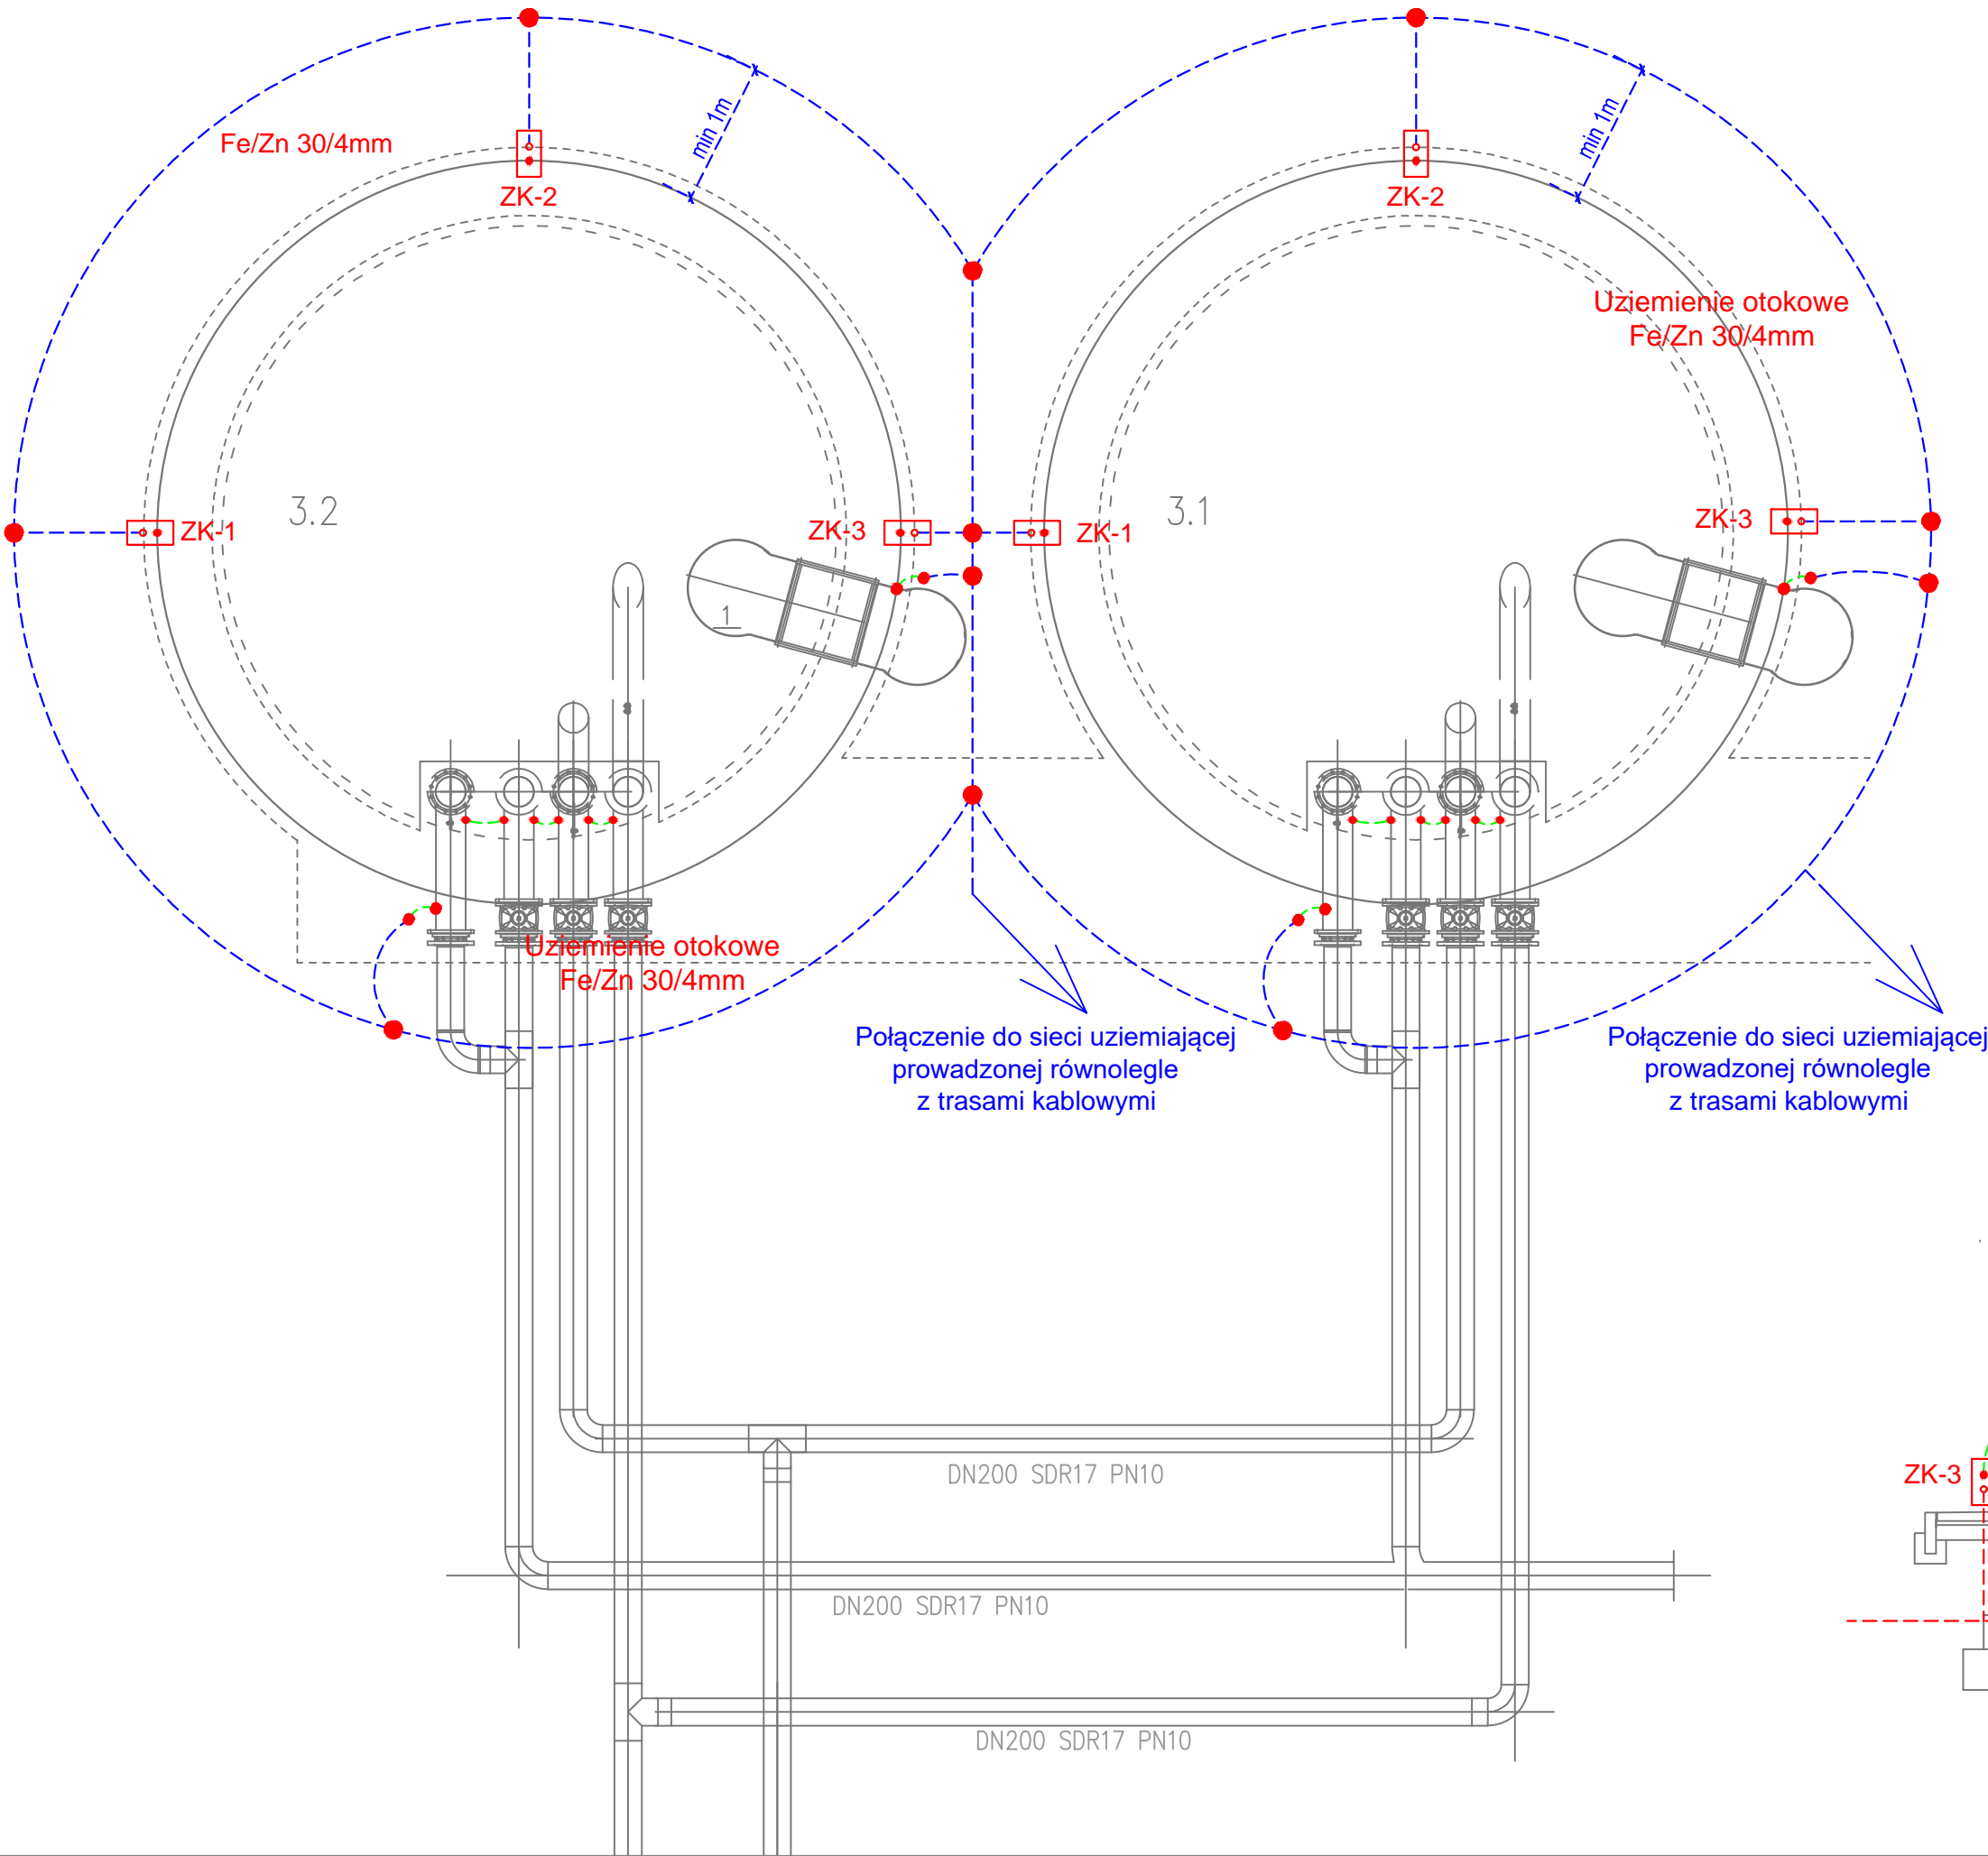 min 1m
min 1m
Fe/Zn 30/4mm
ZK-2
ZK-2
Uziemienie otokowe
Fe/Zn 30/4mm
3.2
3.1
ZK-1
ZK-3
ZK-1
ZK-3
1
Uziemienie otokowe
Fe/Zn 30/4mm
Połączenie do sieci uziemiającej
prowadzonej równolegle
z trasami kablowymi
Połączenie do sieci uziemiającej
prowadzonej równolegle
z trasami kablowymi
DN200 SDR17 PN10
ZK-3
DN200 SDR17 PN10
DN200 SDR17 PN10